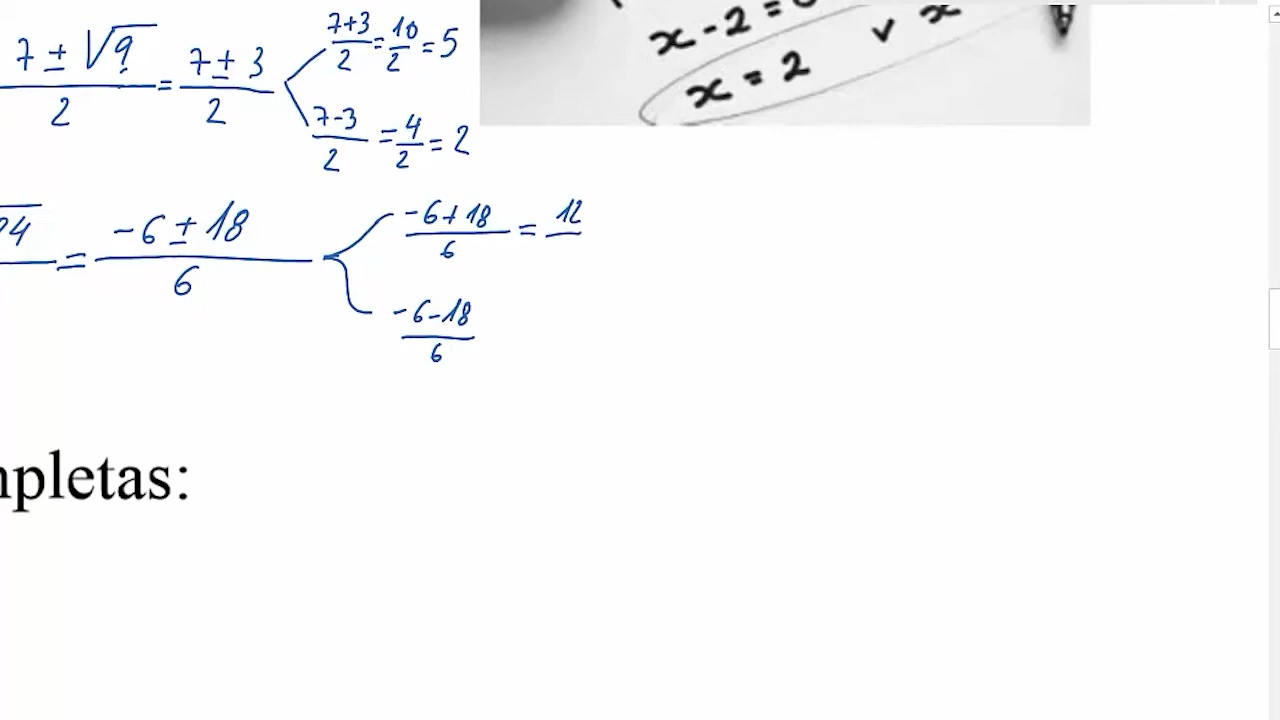 7 ± √9 / 2 = 7 ± 3 / 2
7+3 / 2 = 10 / 2 = 5
7-3 / 2 = 4 / 2 = 2
x - 2 =
x = 2
v x
-6 ± 18 / 6
-6+18 / 6 = 12
-6-18 / 6
pletas: